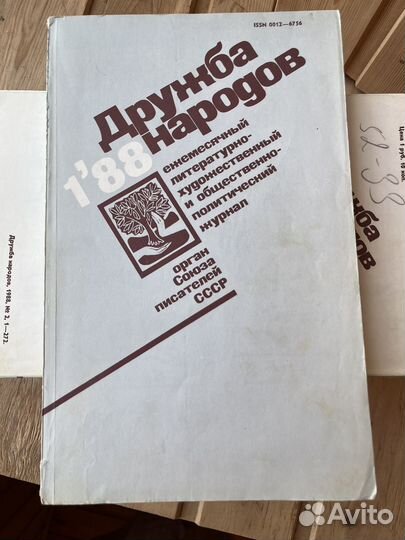 ISSN 0012—6756
Дружба
народов
1'88
ежемесячный
литературно-
художественный
и общественно-
политический
журнал
орган
Союза
писателей
СССР
Дружба народов, 1988, № 2, 1—272.
Цена 1 руб. 10 коп.
Avito